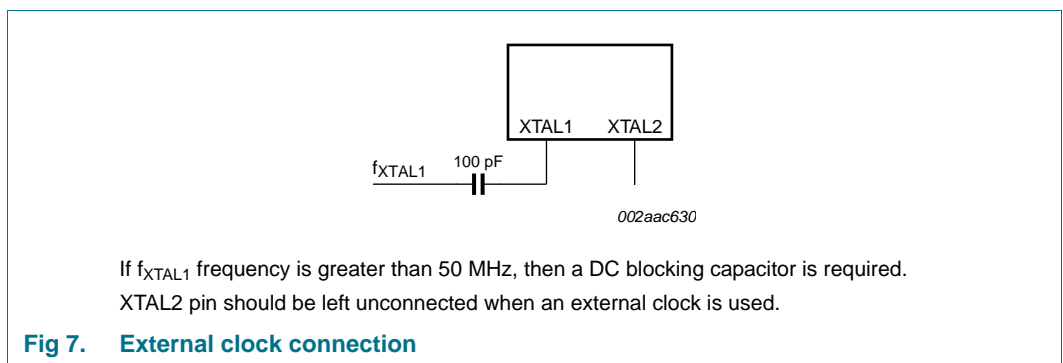 XTAL1 XTAL2
fXTAL1 100 pF
002aac630
If fXTAL1 frequency is greater than 50 MHz, then a DC blocking capacitor is required.
XTAL2 pin should be left unconnected when an external clock is used.
Fig 7. External clock connection